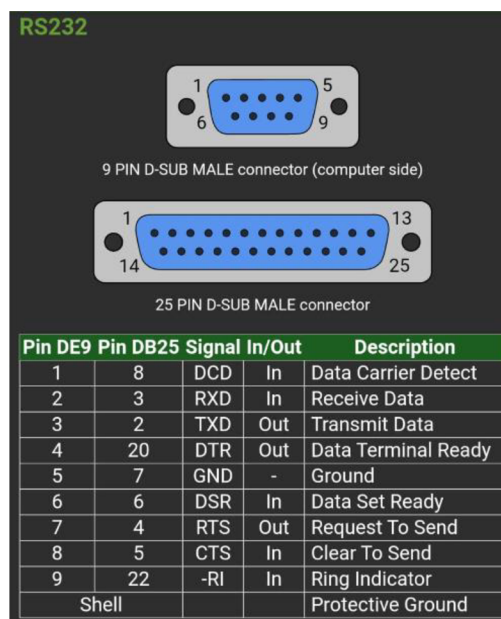 RS232
1 5
6 9
9 PIN D-SUB MALE connector (computer side)
1 13
14 25
25 PIN D-SUB MALE connector
Pin DE9 Pin DB25 Signal In/Out Description
1 8 DCD In Data Carrier Detect
2 3 RXD In Receive Data
3 2 TXD Out Transmit Data
4 20 DTR Out Data Terminal Ready
5 7 GND - Ground
6 6 DSR In Data Set Ready
7 4 RTS Out Request To Send
8 5 CTS In Clear To Send
9 22 -RI In Ring Indicator
Shell Protective Ground